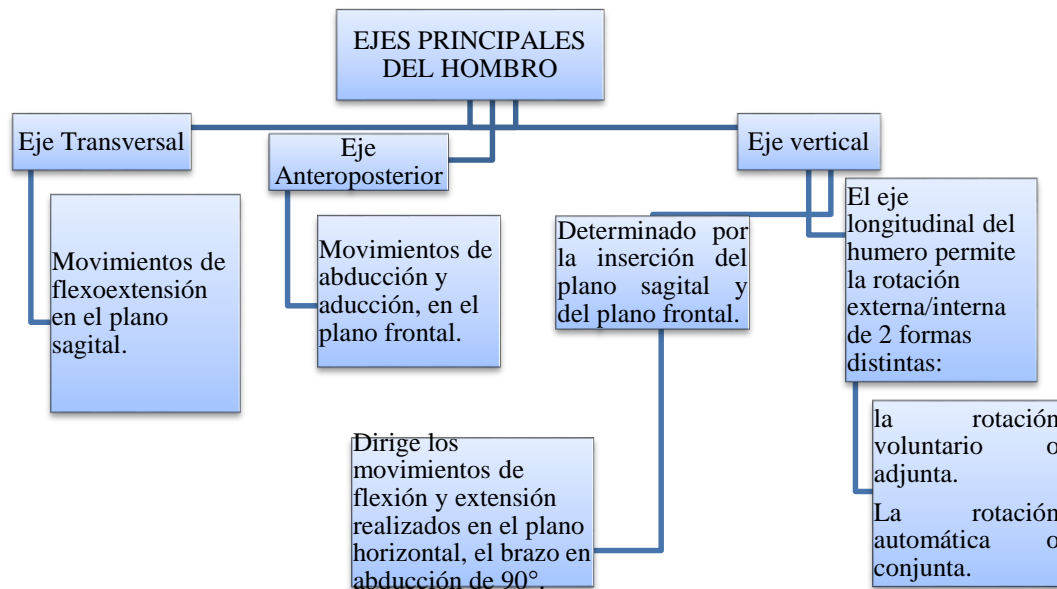 EJES PRINCIPALES
DEL HOMBRO
Eje Transversal
Movimientos de
flexoextensión
en el plano
sagital.
Eje
Anteroposterior
Movimientos de
abducción y
aducción, en el
plano frontal.
Eje vertical
Determinado por
la inserción del
plano sagital y
del plano frontal.
Dirige los
movimientos de
flexión y extensión
realizados en el plano
horizontal, el brazo en
abducción de 90°.
El eje
longitudinal del
humero permite
la rotación
externa/interna
de 2 formas
distintas:
la rotación
voluntario o
adjunta.
La rotación
automática o
conjunta.